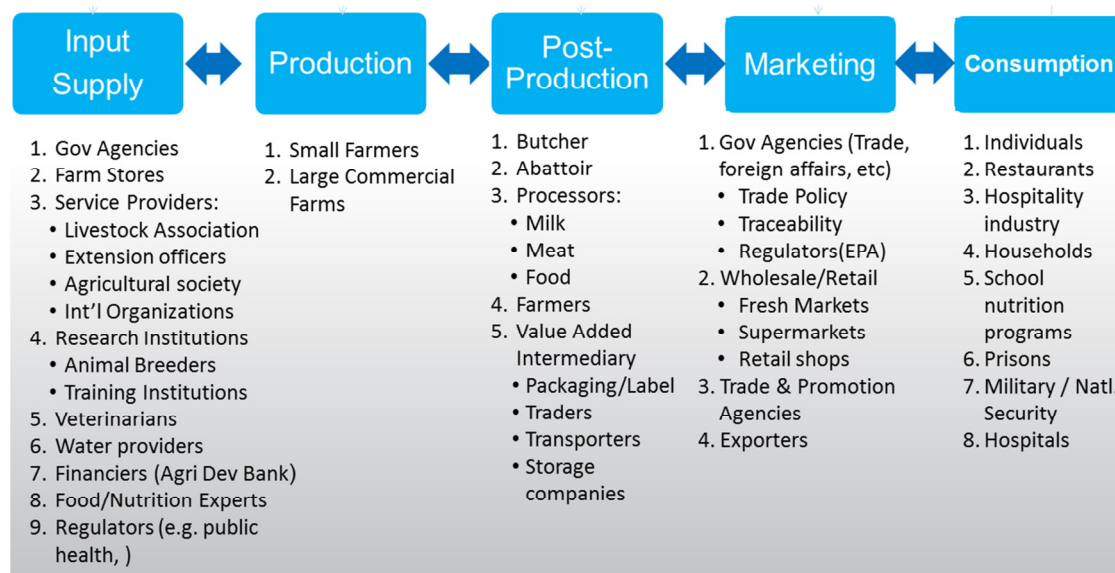 Input
Supply
Production
Post-
Production
Marketing
Consumption
1. Gov Agencies
2. Farm Stores
3. Service Providers:
• Livestock Association
• Extension officers
• Agricultural society
• Int'l Organizations
4. Research Institutions
• Animal Breeders
• Training Institutions
5. Veterinarians
6. Water providers
7. Financiers (Agri Dev Bank)
8. Food/Nutrition Experts
9. Regulators (e.g. public
health, )
1. Small Farmers
2. Large Commercial
Farms
1. Butcher
2. Abattoir
3. Processors:
• Milk
• Meat
• Food
4. Farmers
5. Value Added
Intermediary
• Packaging/Label
• Traders
• Transporters
• Storage
companies
1. Gov Agencies (Trade,
foreign affairs, etc)
• Trade Policy
• Traceability
• Regulators(EPA)
2. Wholesale/Retail
• Fresh Markets
• Supermarkets
• Retail shops
3. Trade & Promotion
Agencies
4. Exporters
1. Individuals
2. Restaurants
3. Hospitality
industry
4. Households
5. School
nutrition
programs
6. Prisons
7. Military / Natl.
Security
8. Hospitals